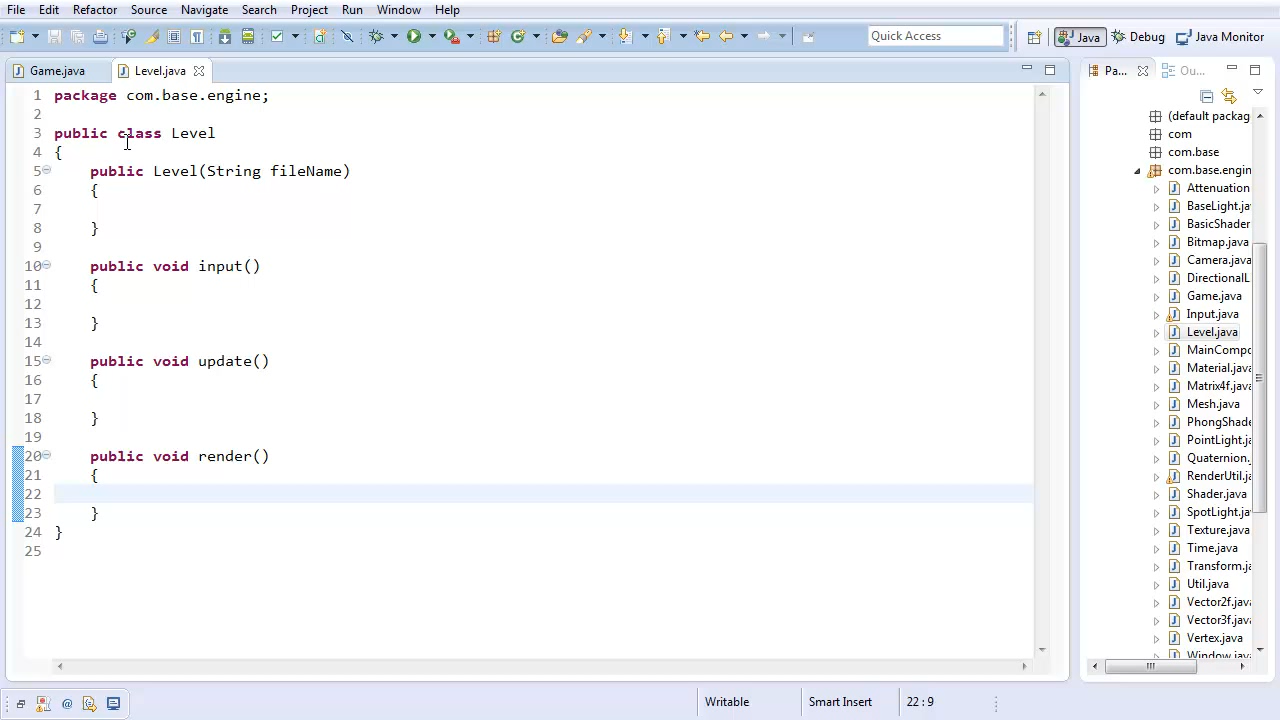 File Edit Refactor Source Navigate Search Project Run Window Help
Quick Access
Java
Debug
Java Monitor
Game.java
Level.java
Pa...
Ou...
1 package com.base.engine;
2
3 public class Level
4 {
5 public Level(String fileName)
6 {
7
8 }
9
10 public void input()
11 {
12
13 }
14
15 public void update()
16 {
17
18 }
19
20 public void render()
21 {
22
23 }
24 }
25
(default packag
com
com.base
com.base.engin
Attenuation
BaseLight.jav
BasicShader
Bitmap.java
Camera.java
DirectionalL
Game.java
Input.java
Level.java
MainCompo
Material.java
Matrix4f.java
Mesh.java
PhongShade
PointLight.ja
Quaternion.
RenderUtil.ja
Shader.java
SpotLight.jav
Texture.java
Time.java
Transform.ja
Util.java
Vector2f.java
Vector3f.java
Vertex.java
Window.java
Writable
Smart Insert
22 : 9